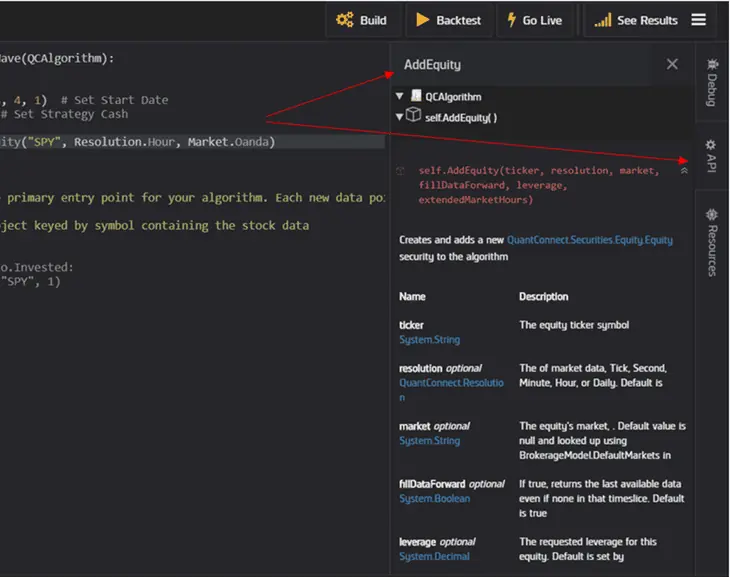 Build
Backtest
Go Live
See Results
ave(QCAlgorithm):
, 4, 1)  # Set Start Date
# Set Strategy Cash
ity("SPY", Resolution.Hour, Market.Oanda)
primary entry point for your algorithm. Each new data poi
ject keyed by symbol containing the stock data
o.Invested:
"SPY", 1)
AddEquity
QCAlgorithm
self.AddEquity( )
self.AddEquity(ticker, resolution, market,
fillDataForward, leverage,
extendedMarketHours)
Creates and adds a new QuantConnect.Securities.Equity.Equity
security to the algorithm
Name Description
ticker The equity ticker symbol
System.String
resolution optional The of market data, Tick, Second,
QuantConnect.Resolutio Minute, Hour, or Daily. Default is
n
market optional The equity's market, . Default value is
System.String null and looked up using
BrokerageModel.DefaultMarkets in
fillDataForward optional If true, returns the last available data
System.Boolean even if none in that timeslice. Default
is true
leverage optional The requested leverage for this
System.Decimal equity. Default is set by
Debug
API
Resources